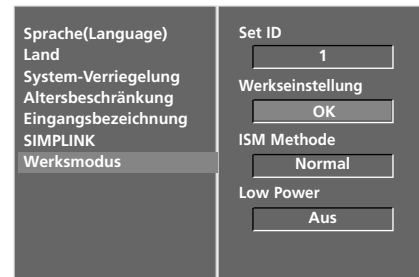 Sprache(Language)
Land
System-Verriegelung
Altersbeschränkung
Eingangsbezeichnung
SIMPLINK
Werksmodus
Set ID
1
Werkseinstellung
OK
ISM Methode
Normal
Low Power
Aus